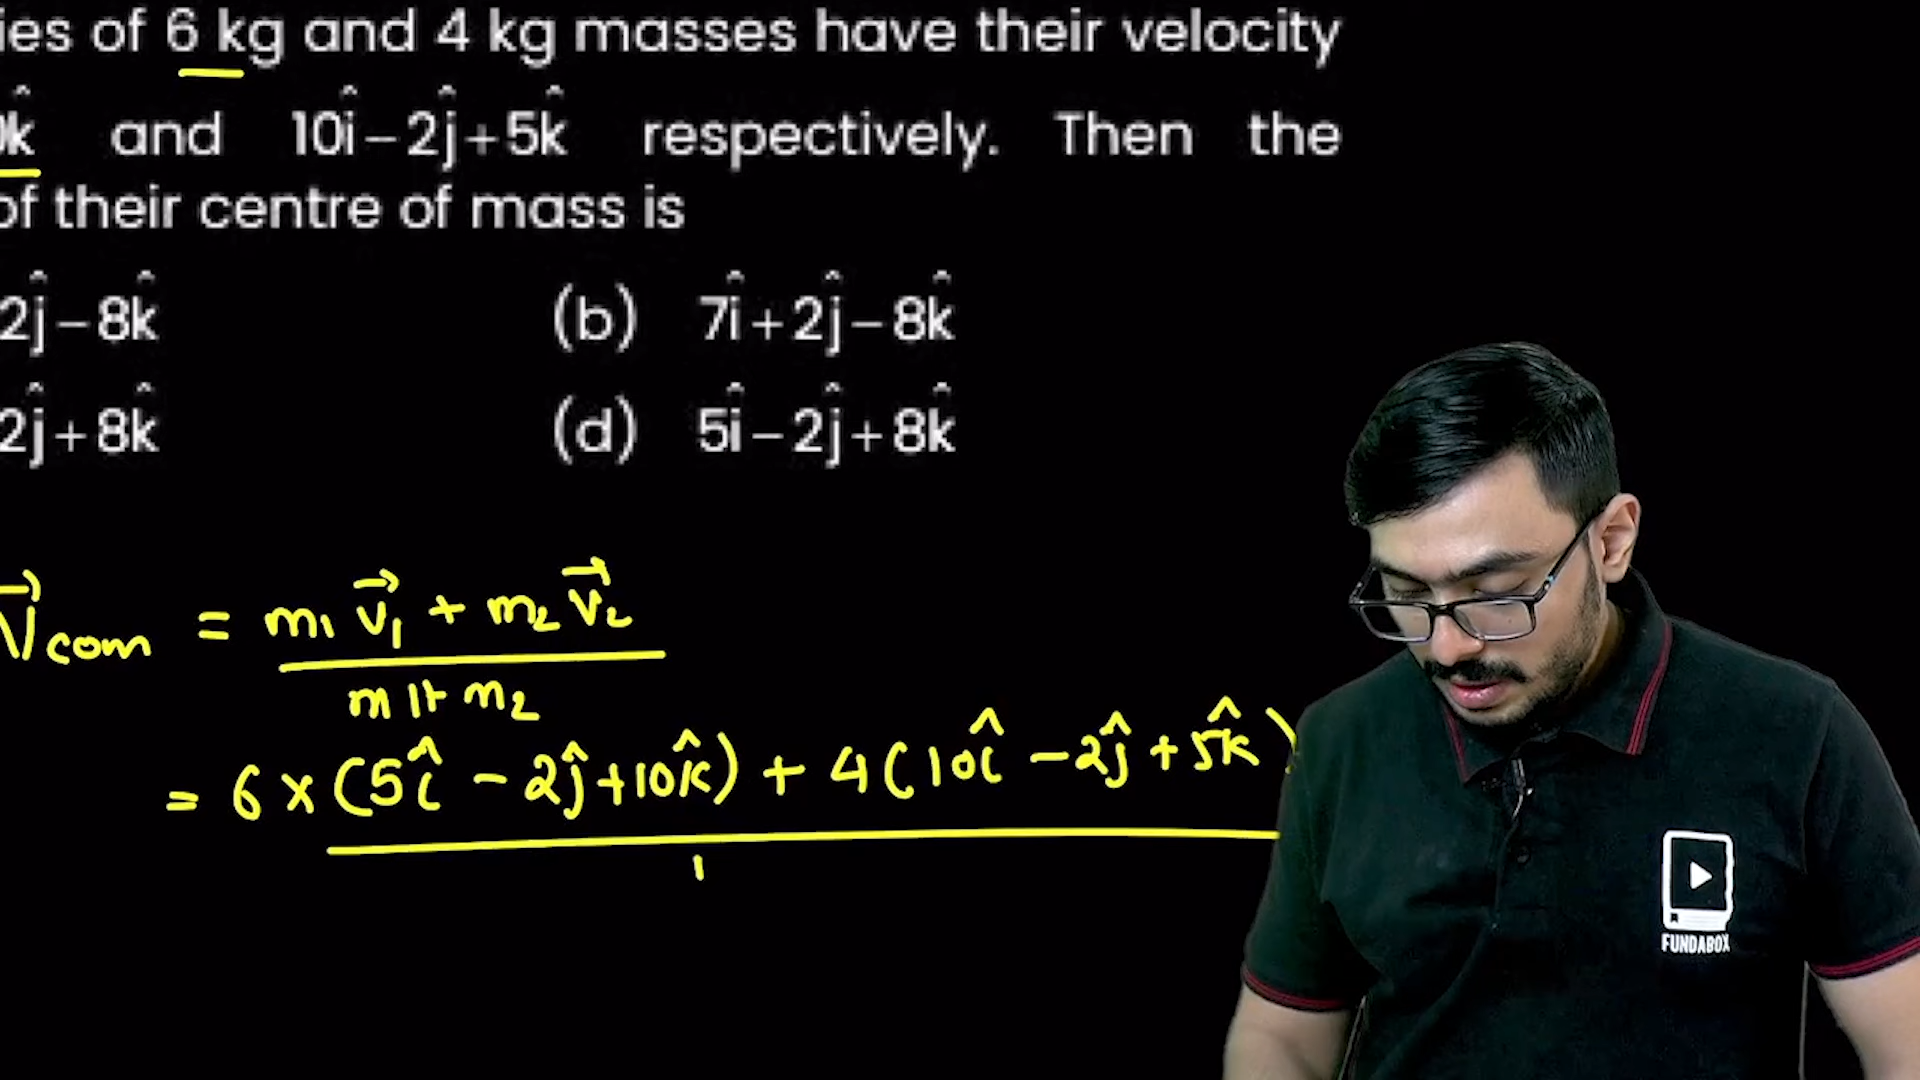 ies of 6 kg and 4 kg masses have their velocity
k̂ and 10î−2ĵ+5k̂ respectively. Then the
of their centre of mass is
2ĵ−8k̂ (b) 7î+2ĵ−8k̂
2ĵ+8k̂ (d) 5î−2ĵ+8k̂
V⃗com = m₁v⃗₁ + m₂v⃗₂
m1+m₂
= 6×(5î−2ĵ+10k̂) + 4(10î−2ĵ+5k̂)
1
FUNDABOX